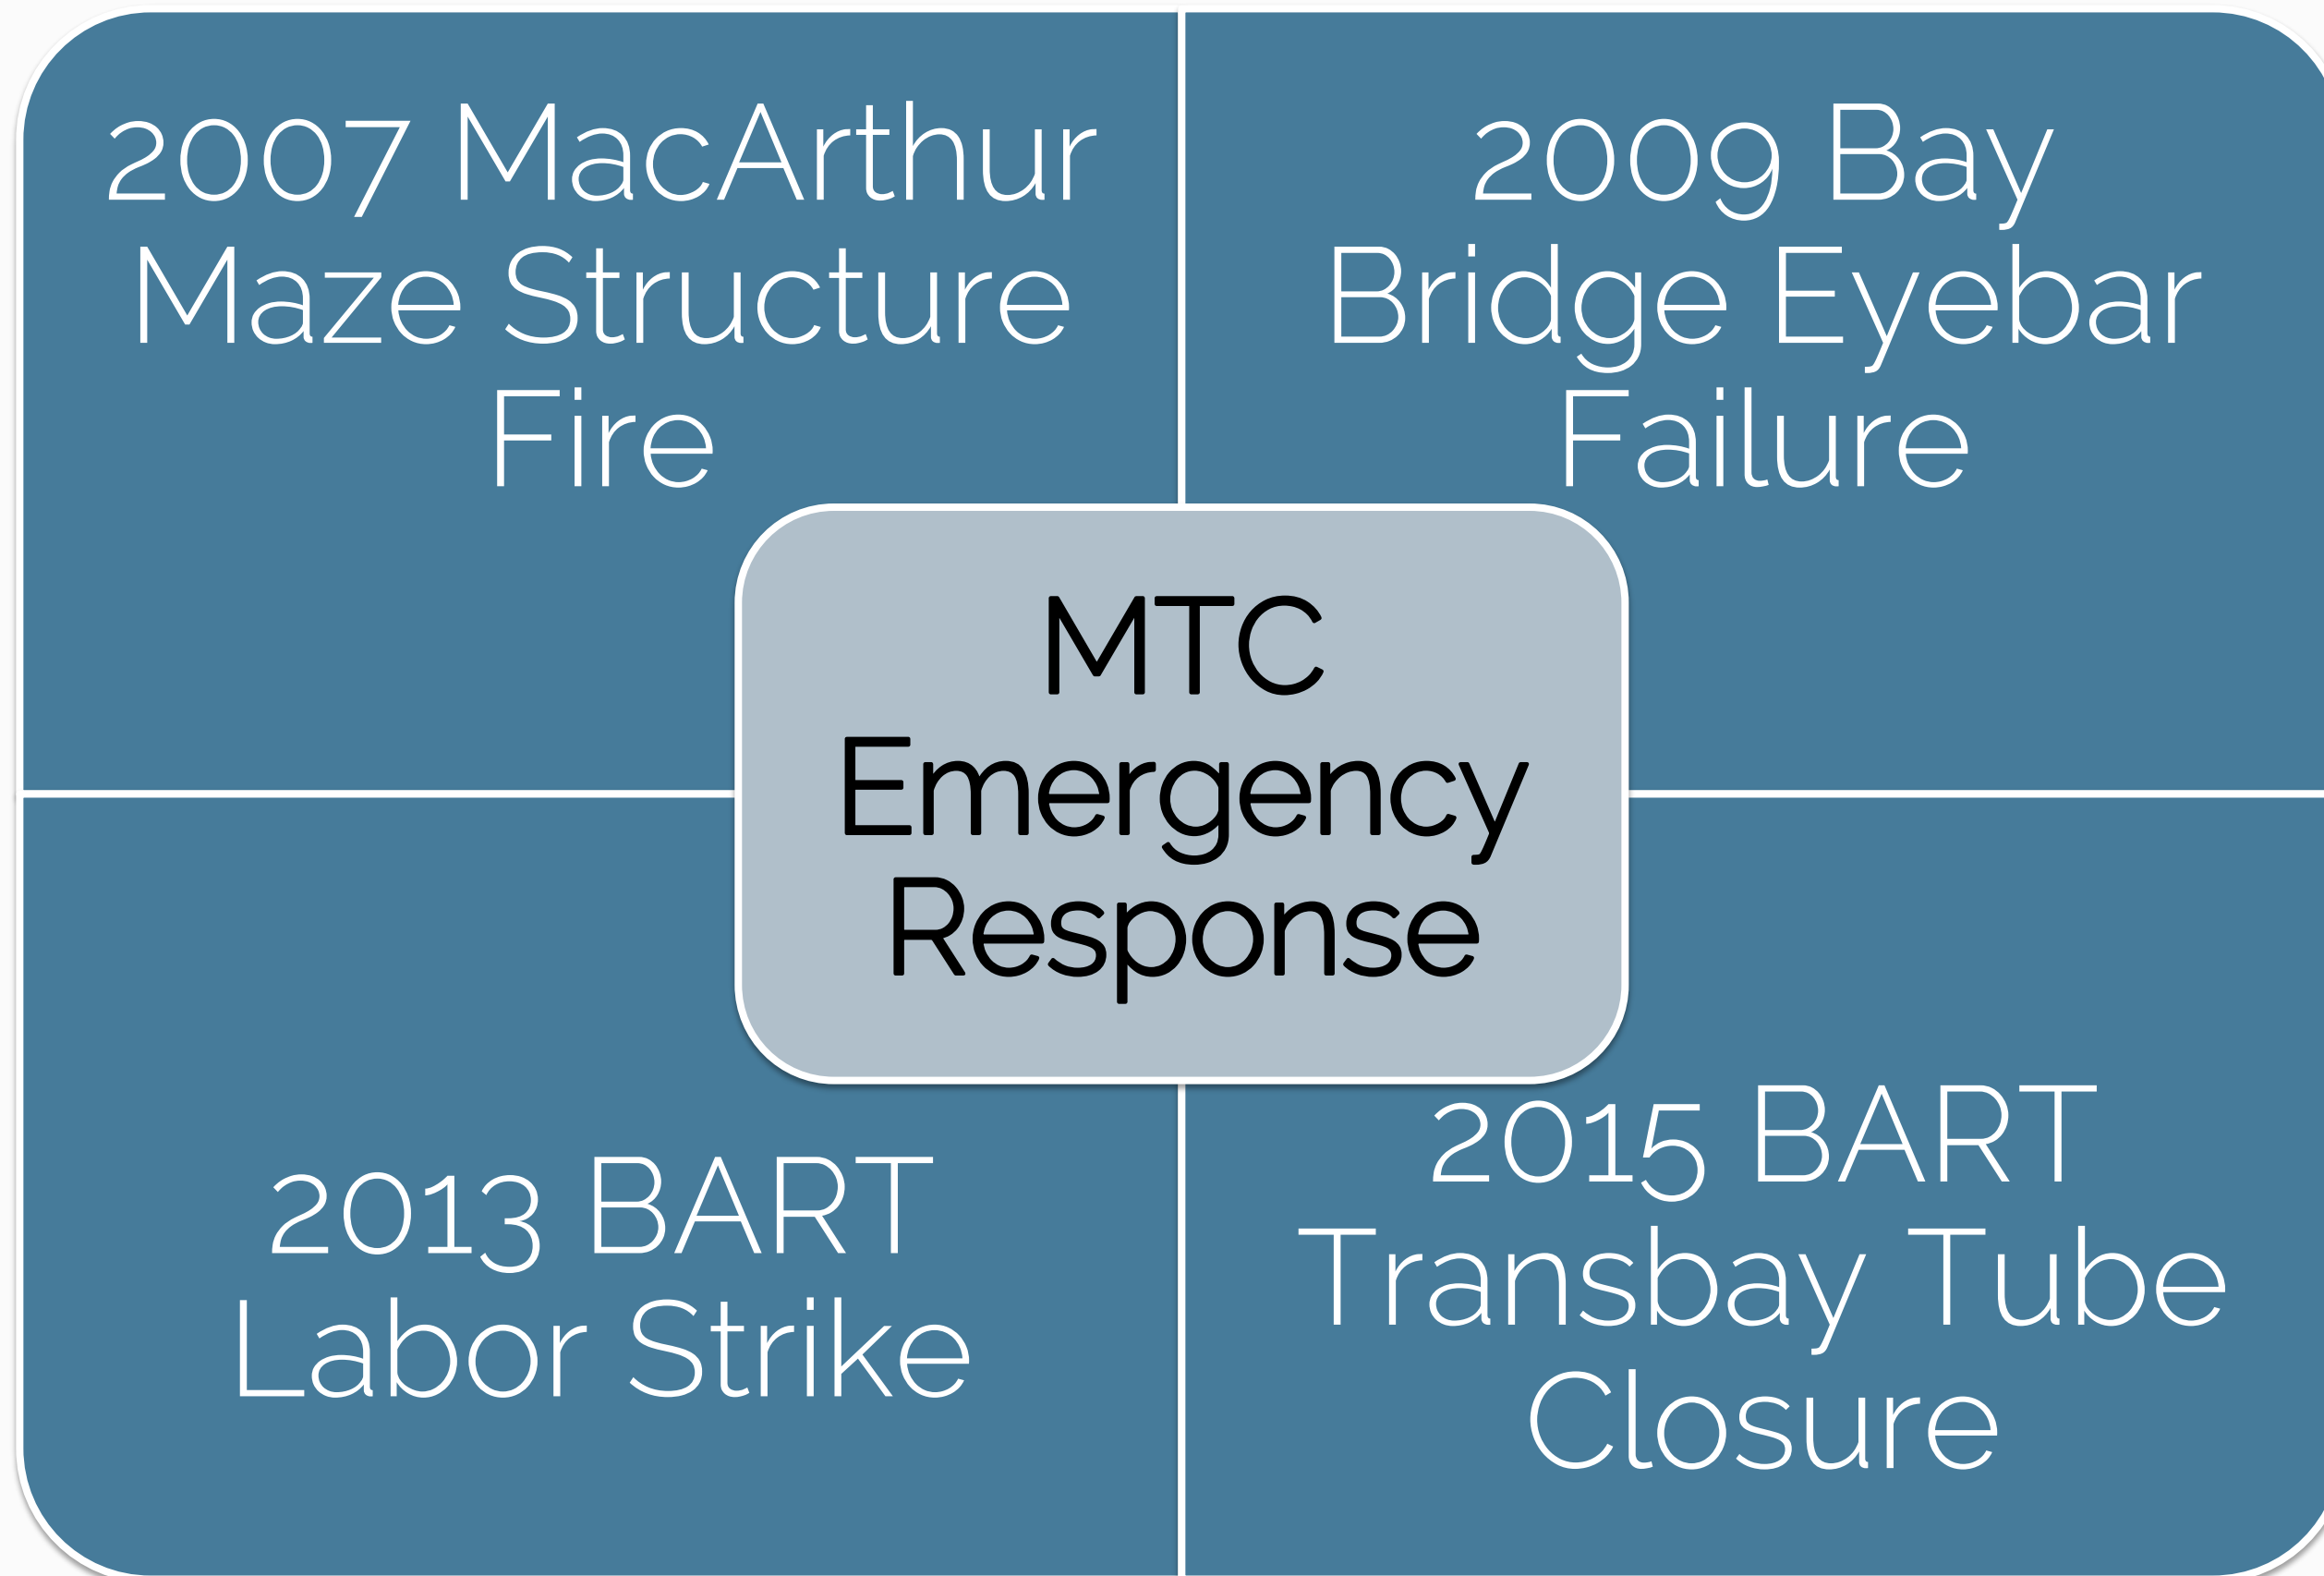 2007 MacArthur
Maze Structure
Fire
2009 Bay
Bridge Eyebar
Failure
MTC
Emergency
Response
2013 BART
Labor Strike
2015 BART
Transbay Tube
Closure